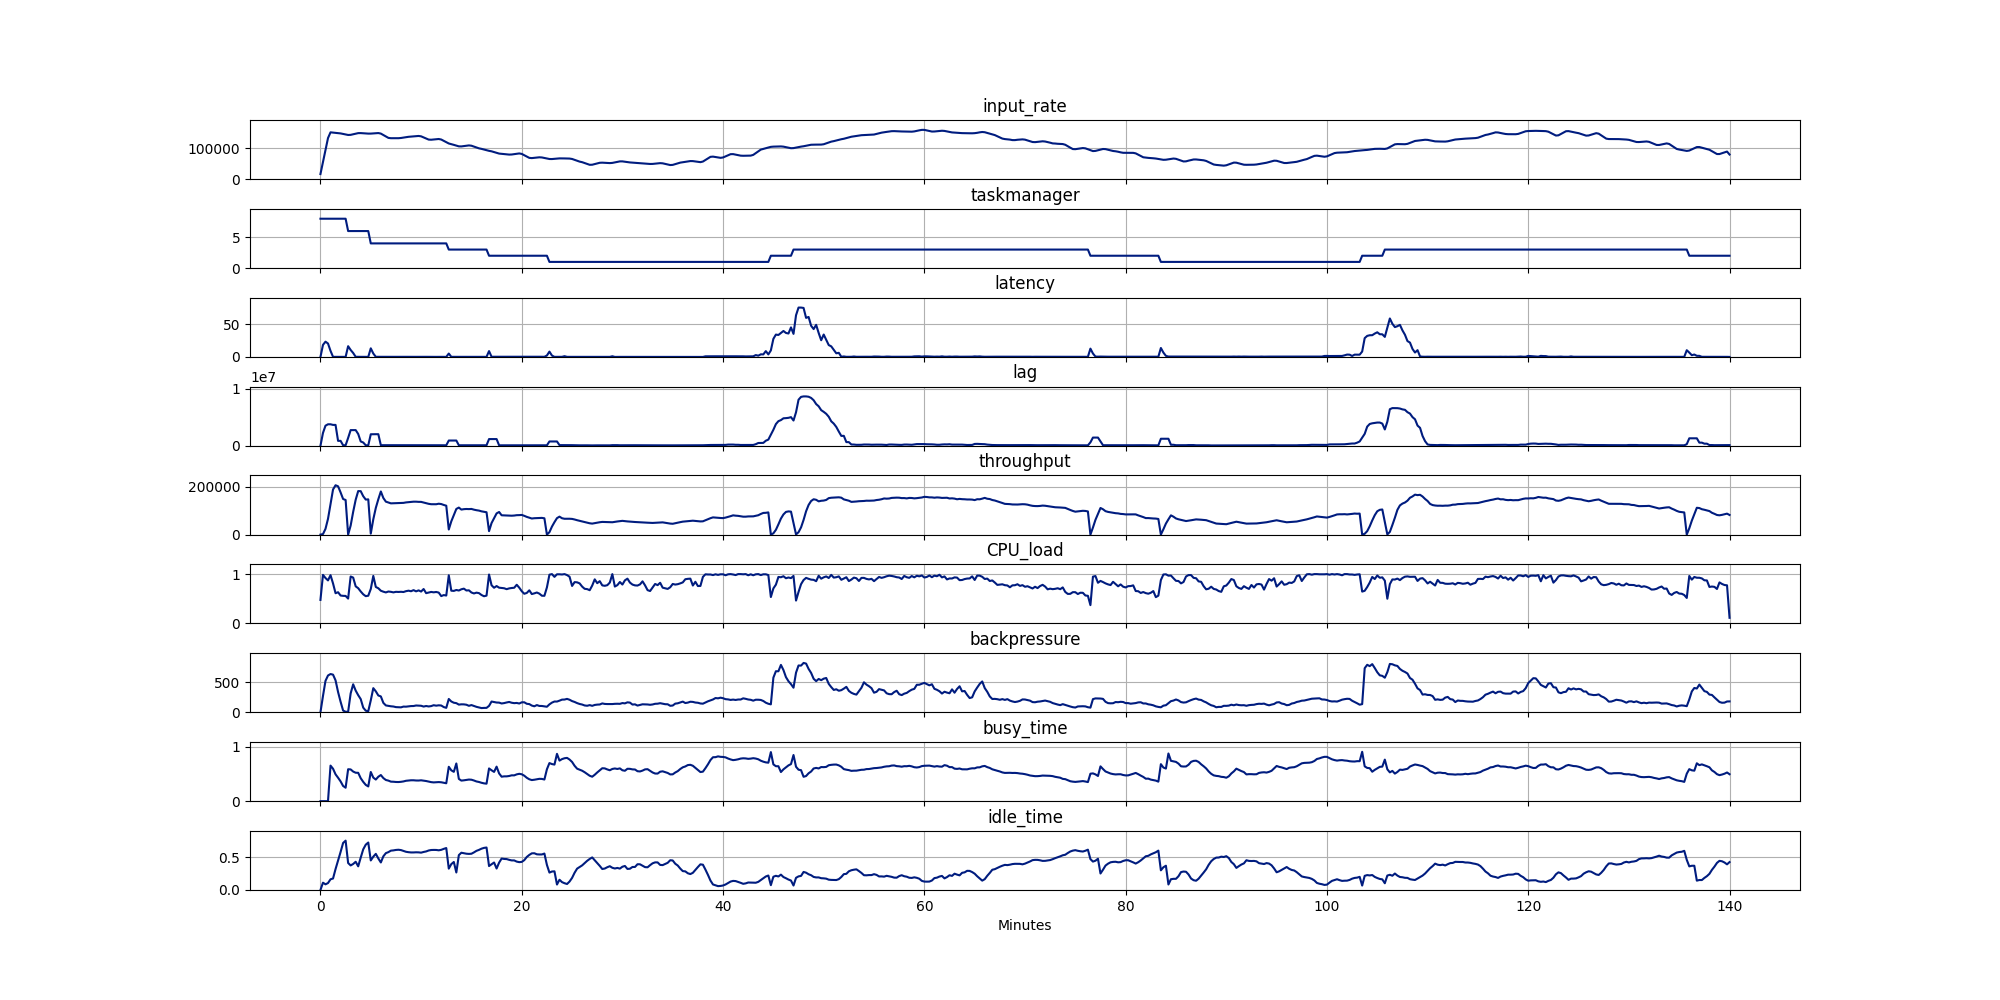 input_rate
100000
0
taskmanager
5
0
latency
50
0
1e7
lag
1
0
throughput
200000
0
CPU_load
1
0
backpressure
500
0
busy_time
1
0
idle_time
0.5
0.0
0 20 40 60 80 100 120 140
Minutes